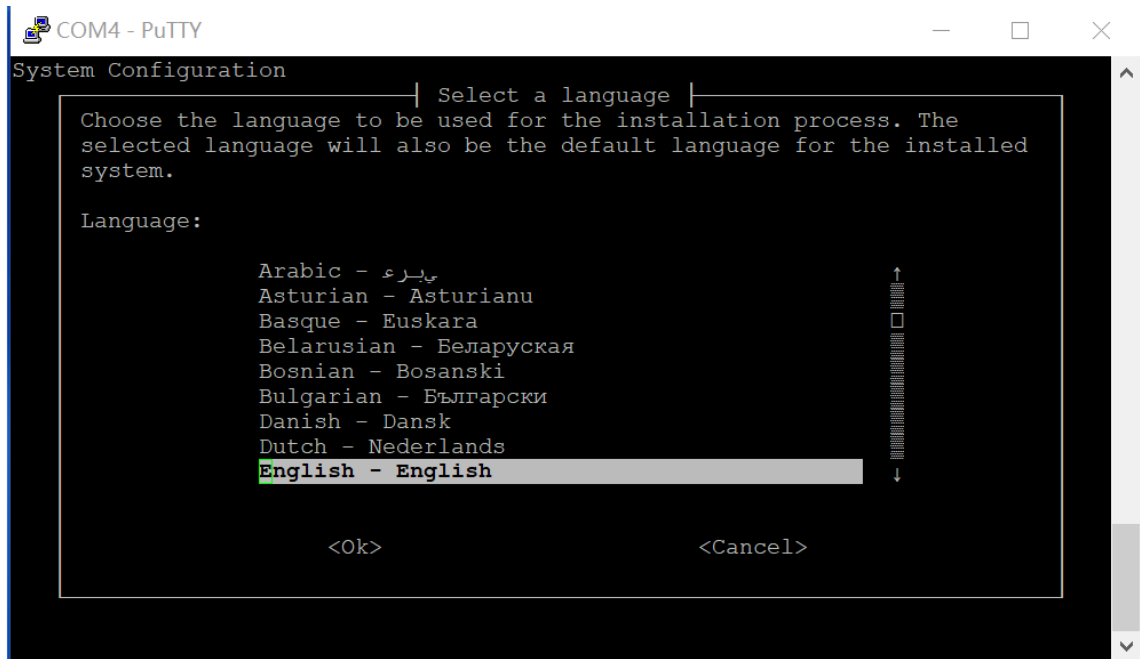 COM4 - PuTTY
System Configuration
Select a language
Choose the language to be used for the installation process. The
selected language will also be the default language for the installed
system.
Language:
Arabic - ﻲﺑﺮﻋ
Asturian - Asturianu
Basque - Euskara
Belarusian - Беларуская
Bosnian - Bosanski
Bulgarian - Български
Danish - Dansk
Dutch - Nederlands
English - English
<Ok> <Cancel>